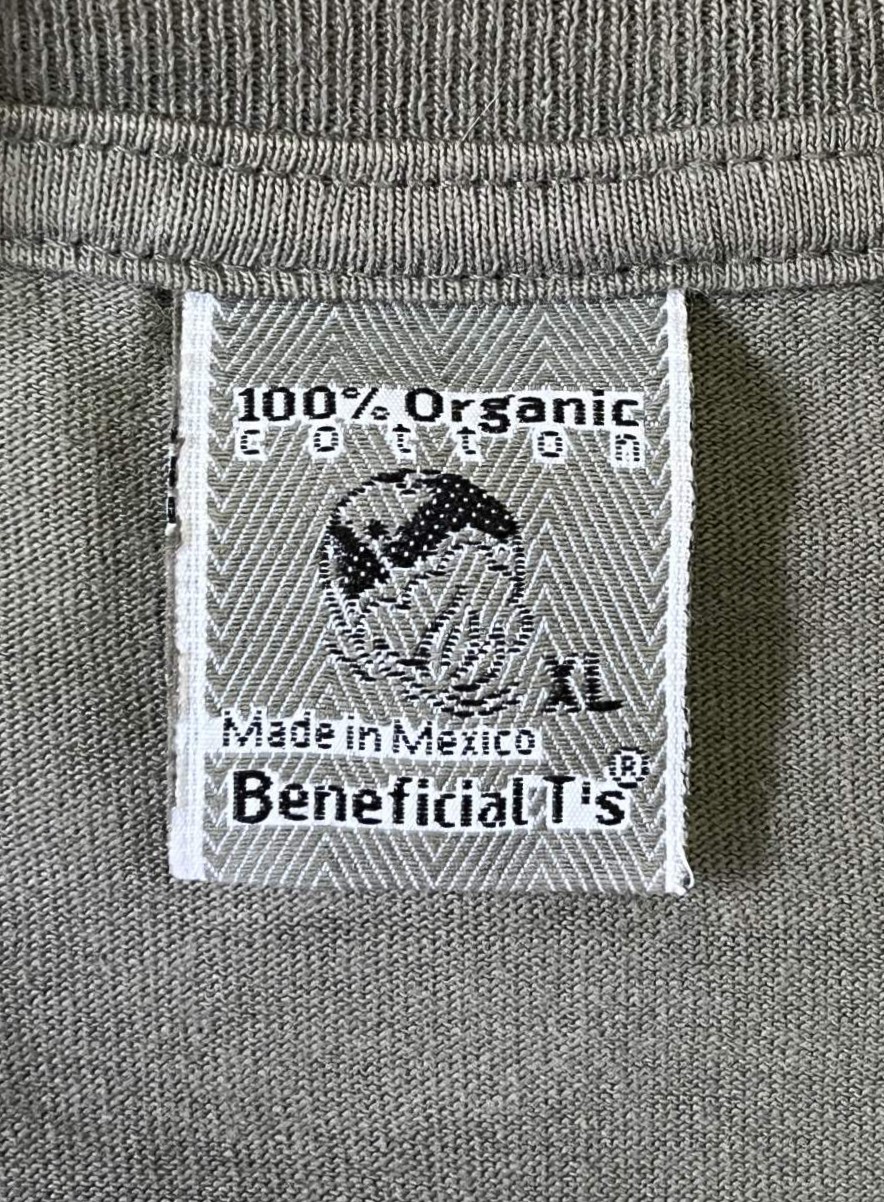 100% Organic
cotton
XL
Made in Mexico
Beneficial T's®